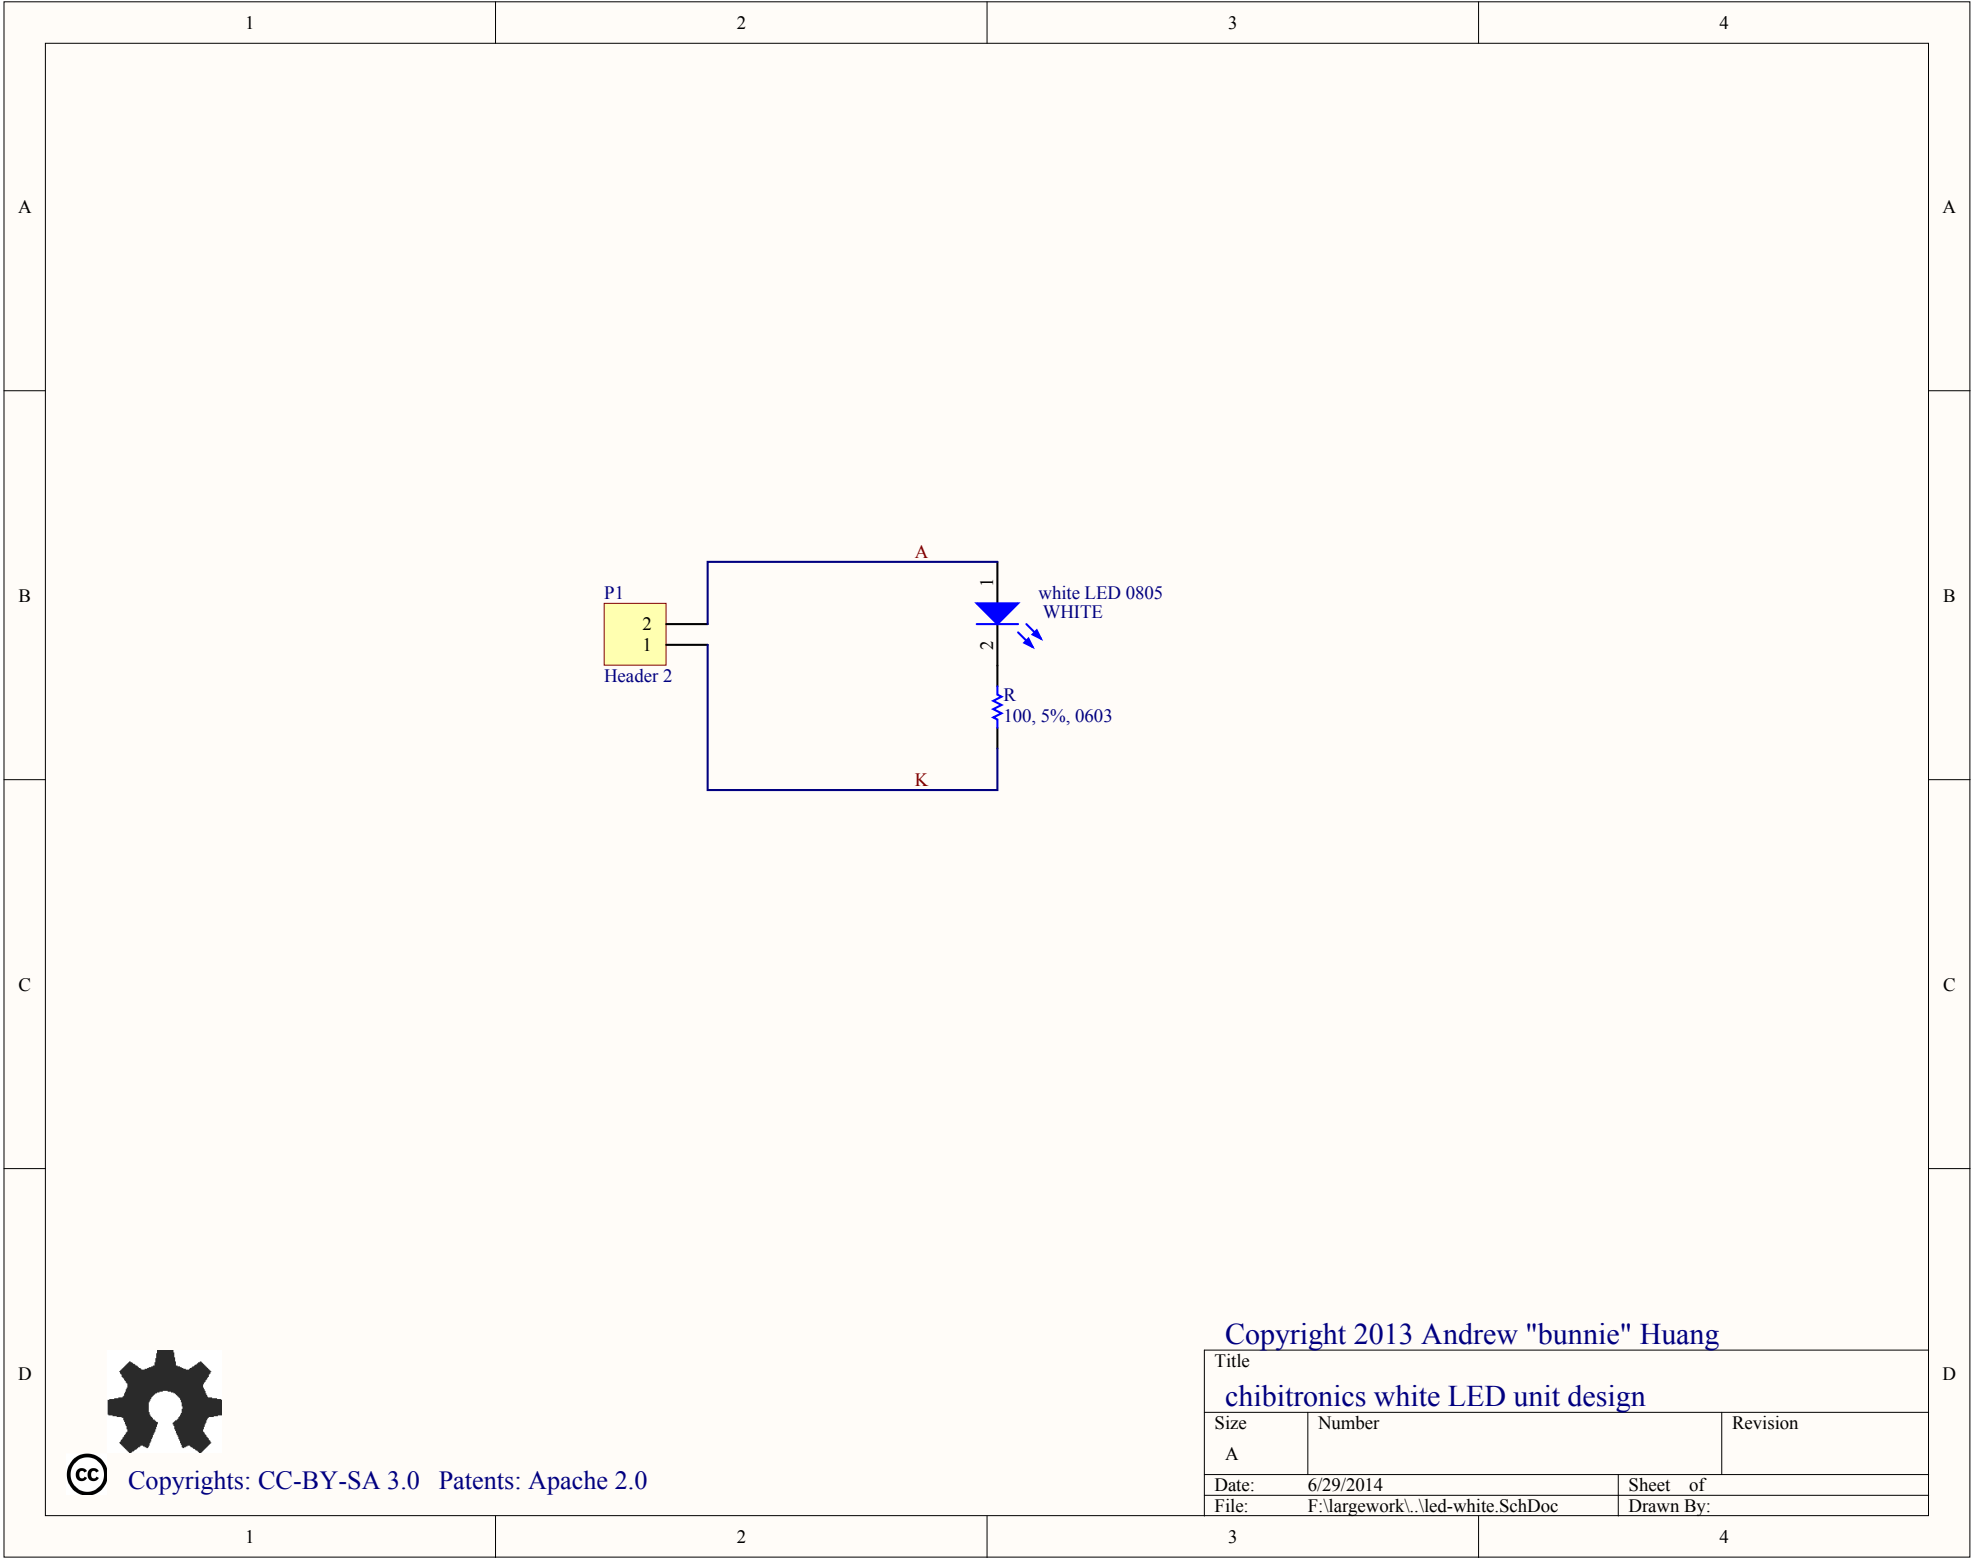 1 2 3 4
A A
A
P1
white LED 0805
WHITE
1
B B
2
1
2
Header 2
R
100, 5%, 0603
K
C C
Copyright 2013 Andrew "bunnie" Huang
Title
D D
chibitronics white LED unit design
Size Number Revision
A
cc Copyrights: CC-BY-SA 3.0 Patents: Apache 2.0
Date: 6/29/2014 Sheet of
File: F:\largework\..\led-white.SchDoc Drawn By:
1 2 3 4